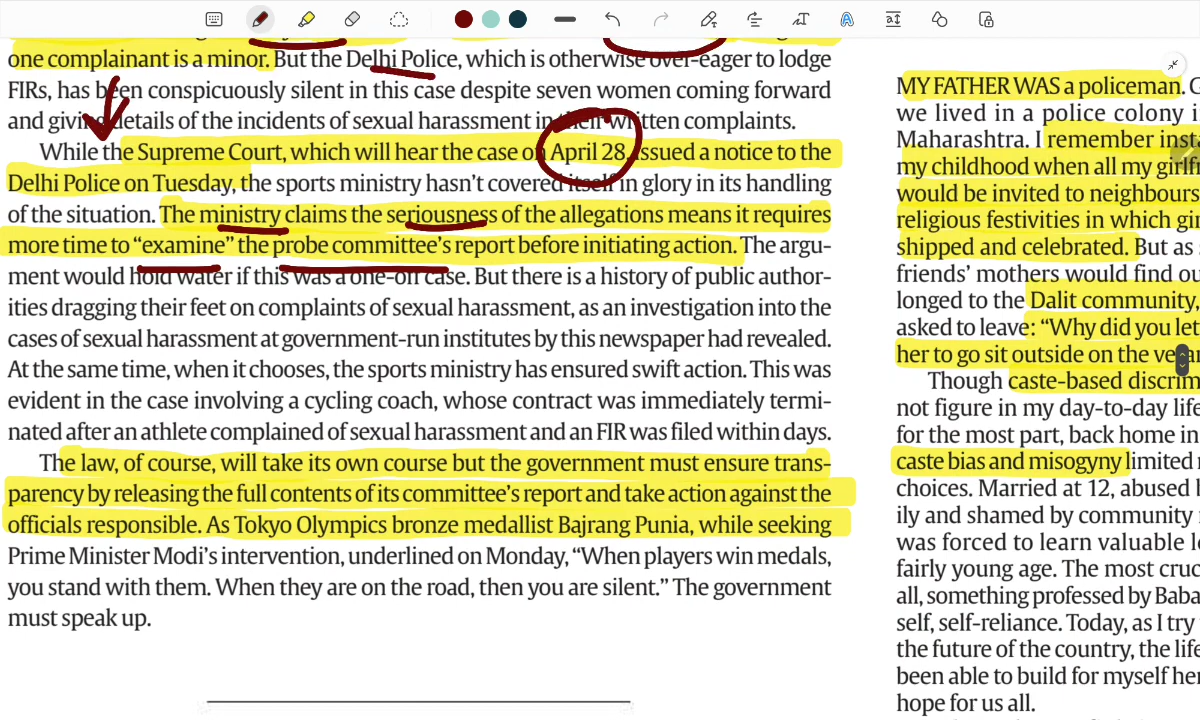 one complainant is a minor. But the Delhi Police, which is otherwise over-eager to lodge
FIRs, has been conspicuously silent in this case despite seven women coming forward
and giving details of the incidents of sexual harassment in their written complaints.
While the Supreme Court, which will hear the case on April 28, issued a notice to the
Delhi Police on Tuesday, the sports ministry hasn't covered itself in glory in its handling
of the situation. The ministry claims the seriousness of the allegations means it requires
more time to “examine” the probe committee's report before initiating action. The argu-
ment would hold water if this was a one-off case. But there is a history of public author-
ities dragging their feet on complaints of sexual harassment, as an investigation into the
cases of sexual harassment at government-run institutes by this newspaper had revealed.
At the same time, when it chooses, the sports ministry has ensured swift action. This was
evident in the case involving a cycling coach, whose contract was immediately termi-
nated after an athlete complained of sexual harassment and an FIR was filed within days.
The law, of course, will take its own course but the government must ensure trans-
parency by releasing the full contents of its committee's report and take action against the
officials responsible. As Tokyo Olympics bronze medallist Bajrang Punia, while seeking
Prime Minister Modi's intervention, underlined on Monday, “When players win medals,
you stand with them. When they are on the road, then you are silent.” The government
must speak up.
MY FATHER WAS a policeman. G
we lived in a police colony i
Maharashtra. I remember insta
my childhood when all my girlfr
would be invited to neighbours
religious festivities in which gir
shipped and celebrated. But as
friends' mothers would find ou
longed to the Dalit community,
asked to leave: “Why did you let
her to go sit outside on the
Though caste-based discrim
not figure in my day-to-day life
for the most part, back home in
caste bias and misogyny limited
choices. Married at 12, abused b
ily and shamed by community
was forced to learn valuable le
fairly young age. The most cruc
all, something professed by Baba
self, self-reliance. Today, as I try
the future of the country, the life
been able to build for myself her
hope for us all.